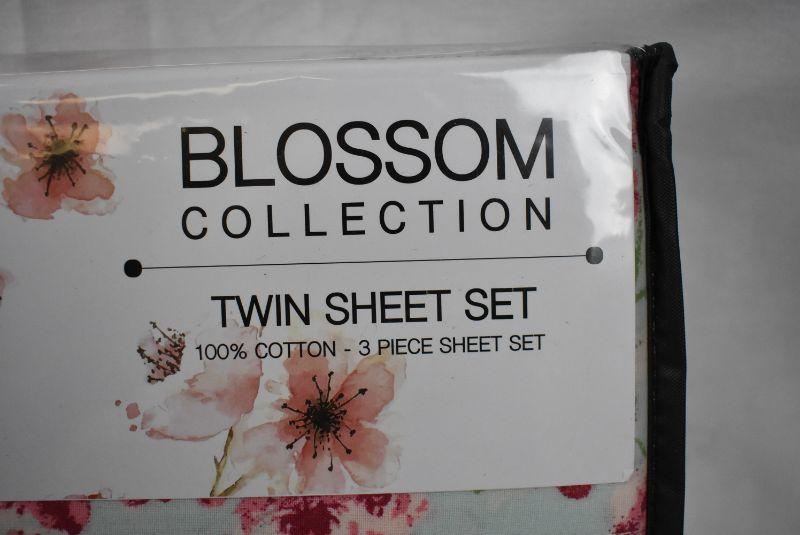 BLOSSOM
COLLECTION
TWIN SHEET SET
100% COTTON - 3 PIECE SHEET SET